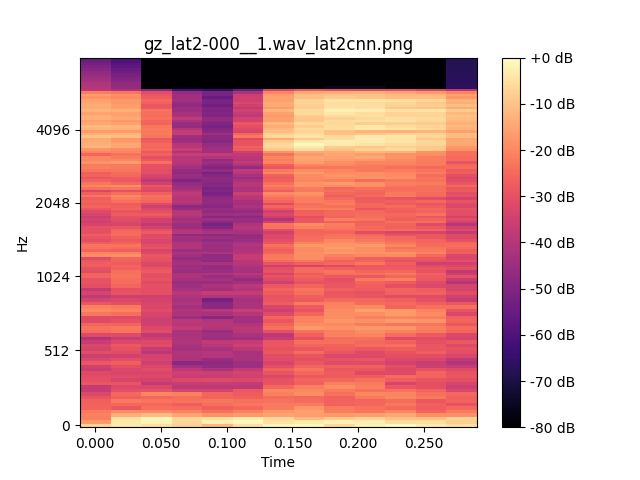 gz_lat2-000__1.wav_lat2cnn.png
Hz
4096
2048
1024
512
0
0.000 0.050 0.100 0.150 0.200 0.250
Time
+0 dB
-10 dB
-20 dB
-30 dB
-40 dB
-50 dB
-60 dB
-70 dB
-80 dB